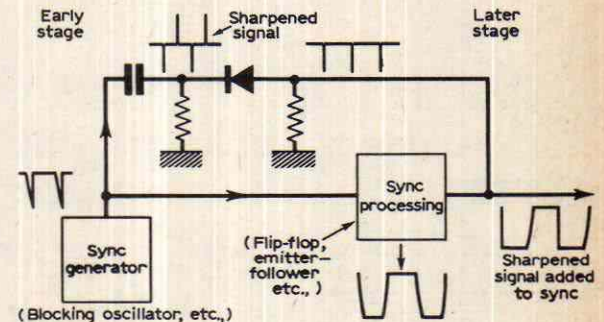 Early
stage
Sharpened
signal
Later
stage
Sync
generator
(Blocking oscillator, etc.,)
Sync
processing
(Flip-flop,
emitter-
follower
etc.,)
Sharpened
signal added
to sync